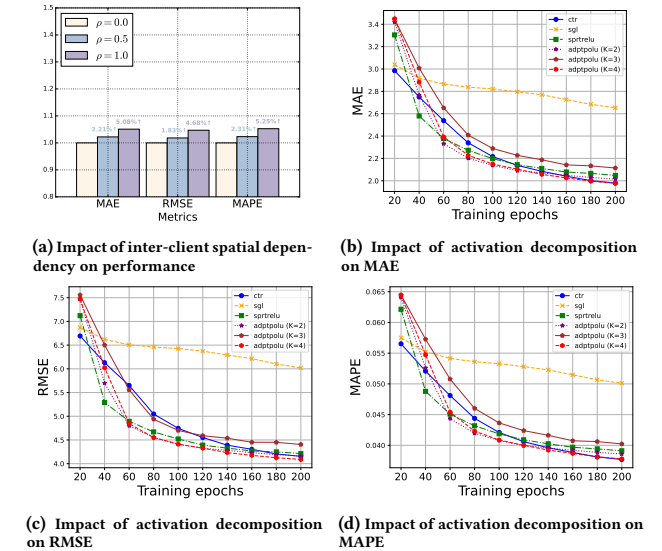 1.5
1.4
1.3
1.2
1.1
1.0
0.9
0.8
ρ = 0.0
ρ = 0.5
ρ = 1.0
2.21%↑
5.08%↑
1.83%↑
4.68%↑
2.31%↑
5.25%↑
MAE
RMSE
MAPE
Metrics
(a) Impact of inter-client spatial depen-
dency on performance
MAE
3.4
3.2
3.0
2.8
2.6
2.4
2.2
2.0
ctr
sgl
sprtrelu
adptpolu (K=2)
adptpolu (K=3)
adptpolu (K=4)
20 40 60 80 100 120 140 160 180 200
Training epochs
(b) Impact of activation decomposition
on MAE
RMSE
7.5
7.0
6.5
6.0
5.5
5.0
4.5
4.0
ctr
sgl
sprtrelu
adptpolu (K=2)
adptpolu (K=3)
adptpolu (K=4)
20 40 60 80 100 120 140 160 180 200
Training epochs
(c) Impact of activation decomposition
on RMSE
MAPE
0.065
0.060
0.055
0.050
0.045
0.040
ctr
sgl
sprtrelu
adptpolu (K=2)
adptpolu (K=3)
adptpolu (K=4)
20 40 60 80 100 120 140 160 180 200
Training epochs
(d) Impact of activation decomposition on
MAPE